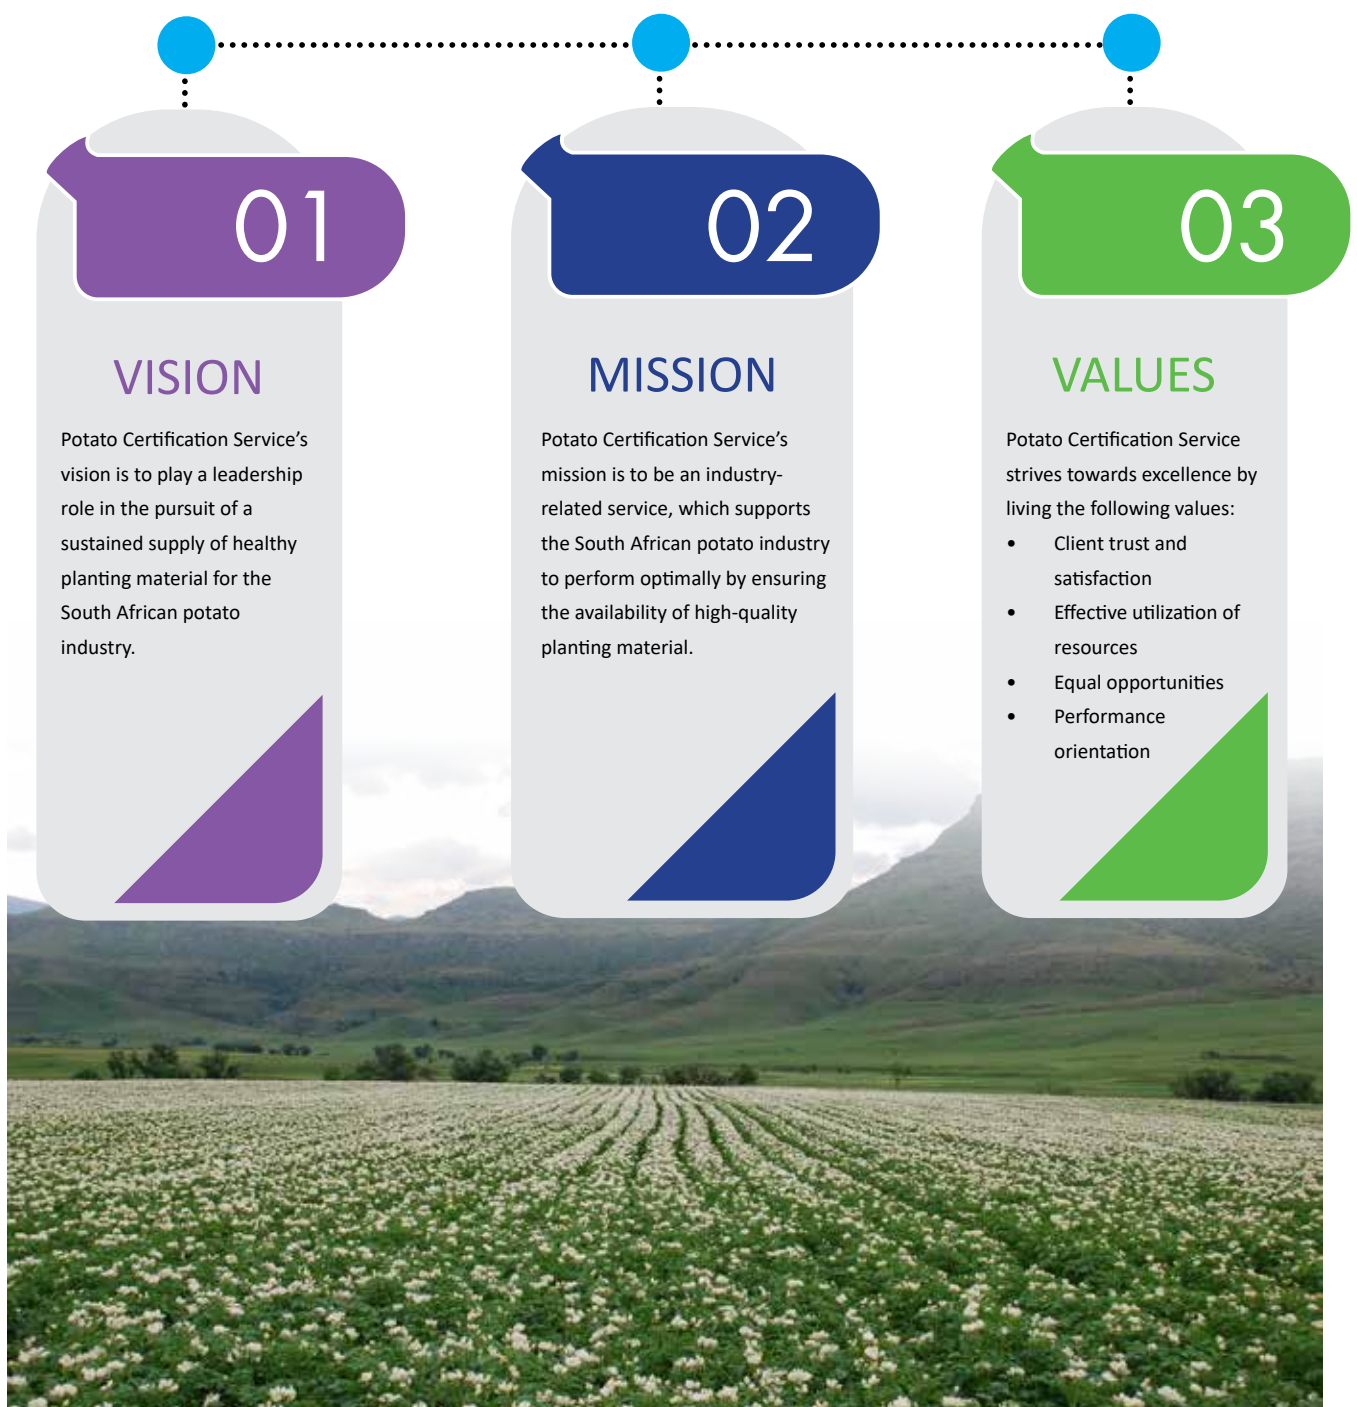 01
VISION
Potato Certification Service’s
vision is to play a leadership
role in the pursuit of a
sustained supply of healthy
planting material for the
South African potato
industry.
02
MISSION
Potato Certification Service’s
mission is to be an industry-
related service, which supports
the South African potato industry
to perform optimally by ensuring
the availability of high-quality
planting material.
03
VALUES
Potato Certification Service
strives towards excellence by
living the following values:
• Client trust and
satisfaction
• Effective utilization of
resources
• Equal opportunities
• Performance
orientation